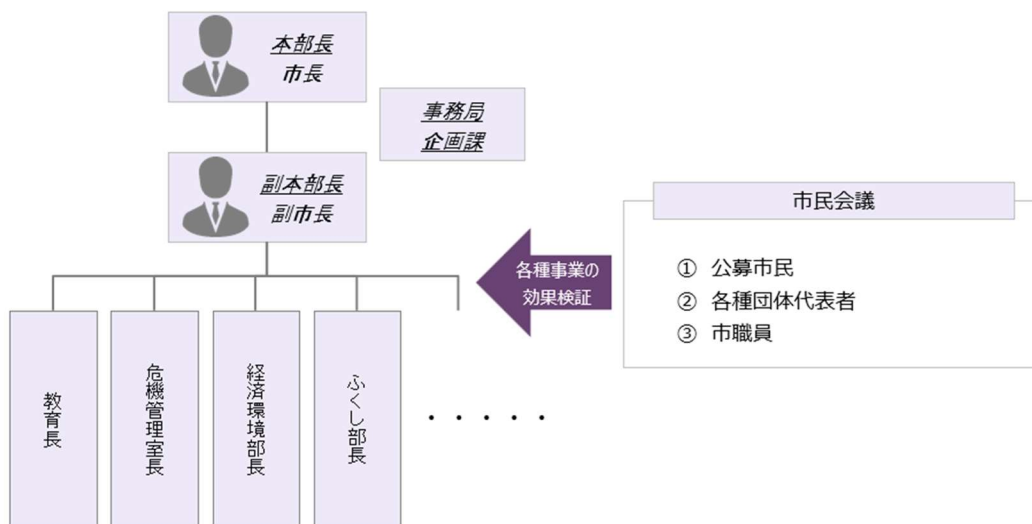 本部長
市長
事務局
企画課
副本部長
副市長
市民会議
① 公募市民
② 各種団体代表者
③ 市職員
各種事業の
効果検証
教育長
危機管理室長
経済環境部長
ふくし部長
・・・・・